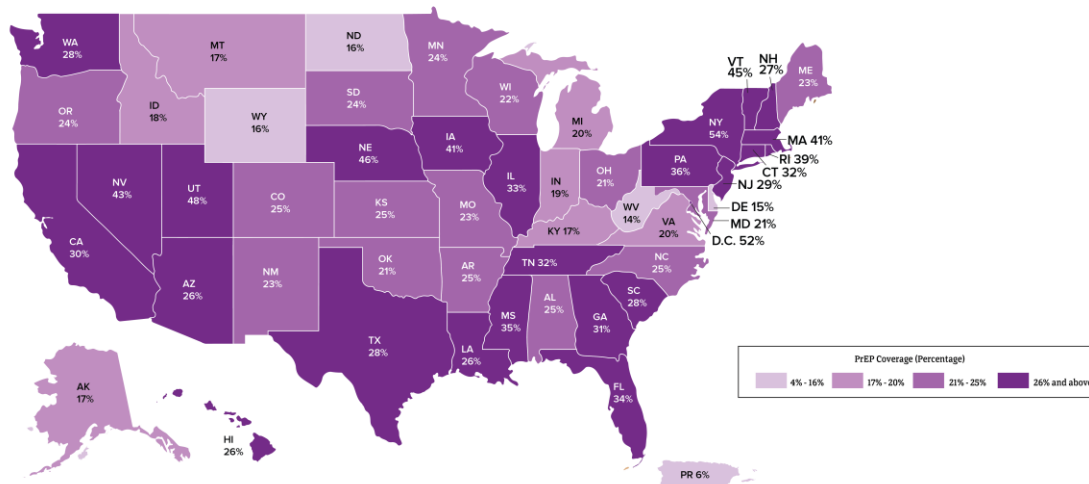 WA
28%
MT
17%
ND
16%
MN
24%
VT
45%
NH
27%
ME
23%
OR
24%
ID
18%
WY
16%
SD
24%
WI
22%
MI
20%
NY
54%
MA 41%
RI 39%
CT 32%
NJ 29%
DE 15%
MD 21%
D.C. 52%
NV
43%
UT
48%
CO
25%
NE
46%
IA
41%
IL
33%
IN
19%
OH
21%
PA
36%
WV
14%
VA
20%
CA
30%
KS
25%
MO
23%
KY 17%
AZ
26%
NM
23%
OK
21%
AR
25%
TN 32%
NC
25%
SC
28%
TX
28%
LA
26%
MS
35%
AL
25%
GA
31%
FL
34%
AK
17%
HI
26%
PR 6%
PrEP Coverage (Percentage)
4% - 16%
17% - 20%
21% - 25%
26% and above